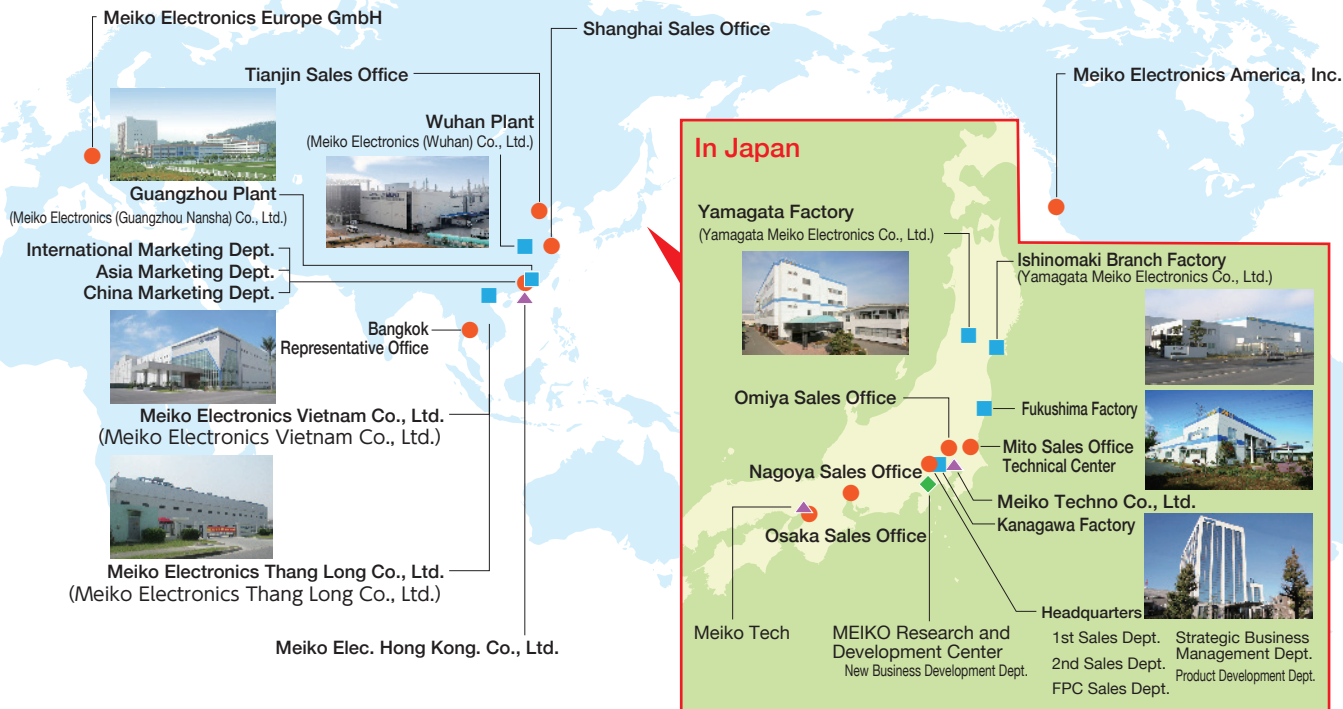 Meiko Electronics Europe GmbH
Shanghai Sales Office
Tianjin Sales Office
Meiko Electronics America, Inc.
Wuhan Plant
(Meiko Electronics (Wuhan) Co., Ltd.)
Guangzhou Plant
(Meiko Electronics (Guangzhou Nansha) Co., Ltd.)
International Marketing Dept.
Asia Marketing Dept.
China Marketing Dept.
Bangkok
Representative Office
Meiko Electronics Vietnam Co., Ltd.
(Meiko Electronics Vietnam Co., Ltd.)
Meiko Electronics Thang Long Co., Ltd.
(Meiko Electronics Thang Long Co., Ltd.)
Meiko Elec. Hong Kong. Co., Ltd.
In Japan
Yamagata Factory
(Yamagata Meiko Electronics Co., Ltd.)
Ishinomaki Branch Factory
(Yamagata Meiko Electronics Co., Ltd.)
Omiya Sales Office
Fukushima Factory
Mito Sales Office
Technical Center
Nagoya Sales Office
Meiko Techno Co., Ltd.
Kanagawa Factory
Osaka Sales Office
Headquarters
Meiko Tech
MEIKO Research and
Development Center
New Business Development Dept.
1st Sales Dept.
2nd Sales Dept.
FPC Sales Dept.
Strategic Business
Management Dept.
Product Development Dept.